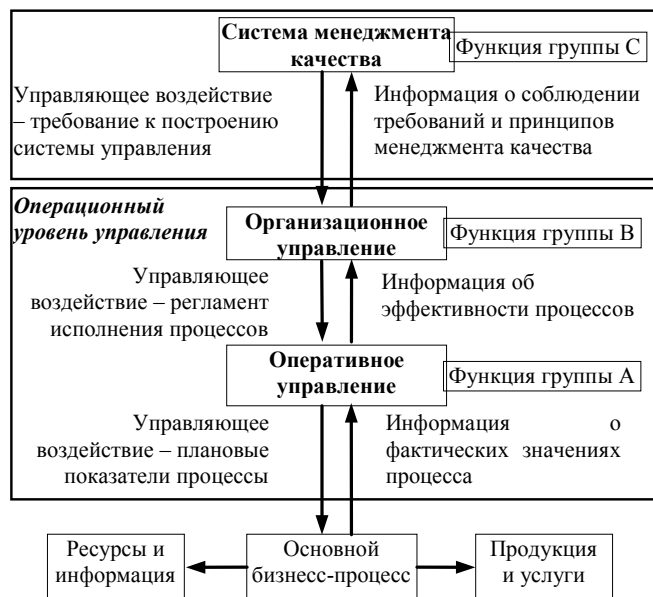 Система менеджмента
качества
Функция группы С
Управляющее воздействие
– требование к построению
системы управления
Информация о соблюдении
требований и принципов
менеджмента качества
Операционный
уровень управления
Организационное
управление
Функция группы В
Управляющее
воздействие – регламент
исполнения процессов
Информация об
эффективности процессов
Оперативное
управление
Функция группы А
Управляющее
воздействие – плановые
показатели процессы
Информация о
фактических значениях
процесса
Ресурсы и
информация
Основной
бизнес-процесс
Продукция
и услуги